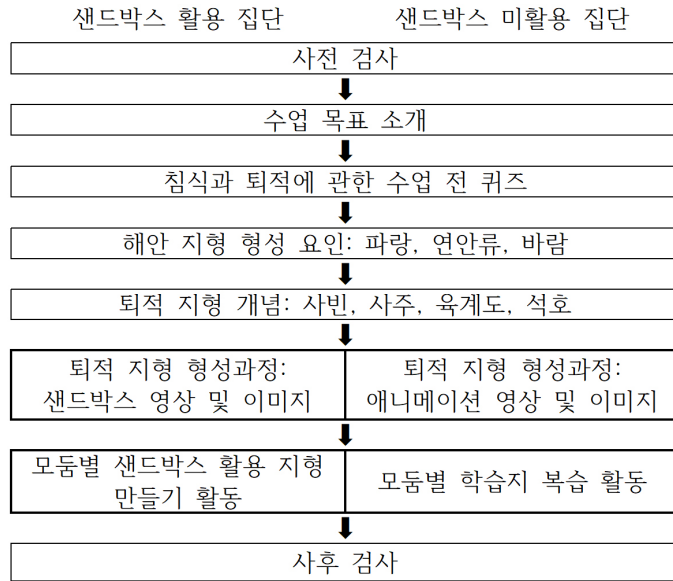 샌드박스 활용 집단
샌드박스 미활용 집단
사전 검사
수업 목표 소개
침식과 퇴적에 관한 수업 전 퀴즈
해안 지형 형성 요인: 파랑, 연안류, 바람
퇴적 지형 개념: 사빈, 사주, 육계도, 석호
퇴적 지형 형성과정:
샌드박스 영상 및 이미지
퇴적 지형 형성과정:
애니메이션 영상 및 이미지
모둠별 샌드박스 활용 지형
만들기 활동
모둠별 학습지 복습 활동
사후 검사